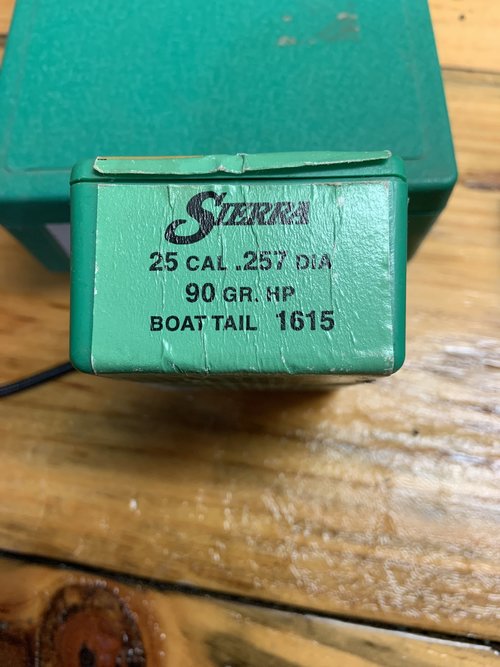 SIERRA
25 CAL .257 DIA
90 GR. HP
BOAT TAIL 1615